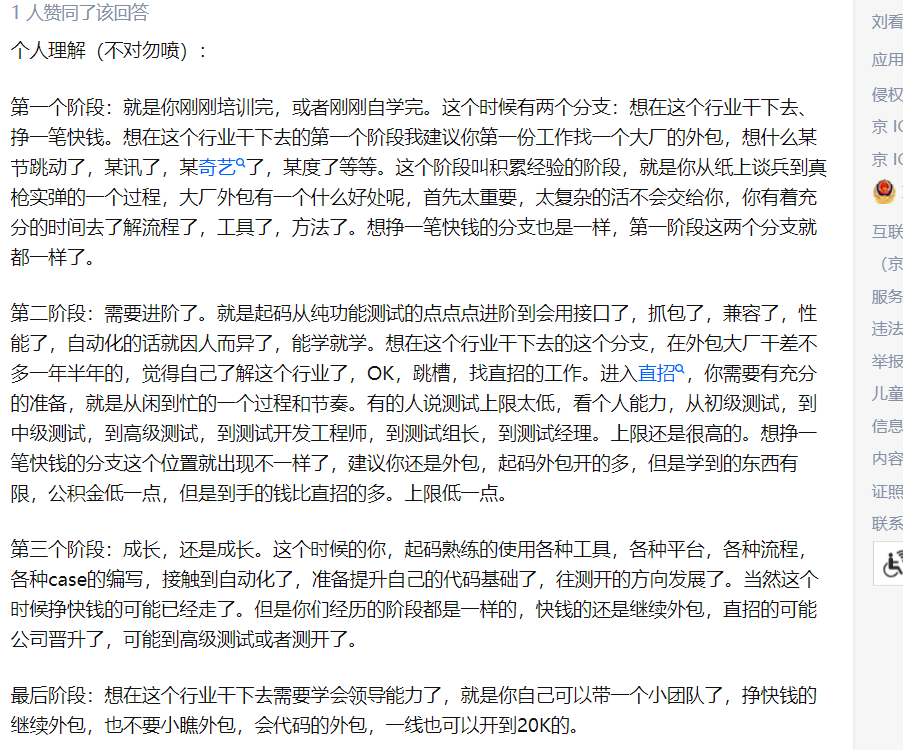 1 人赞同了该回答
个人理解（不对勿喷）：
第一个阶段：就是你刚刚培训完，或者刚刚自学完。这个时候有两个分支：想在这个行业干下去、
挣一笔快钱。想在这个行业干下去的第一个阶段我建议你第一份工作找一个大厂的外包，想什么某
节跳动了，某讯了，某奇艺了，某度了等等。这个阶段叫积累经验的阶段，就是你从纸上谈兵到真
枪实弹的一个过程，大厂外包有一个什么好处呢，首先太重要，太复杂的活不会交给你，你有着充
分的时间去了解流程了，工具了，方法了。想挣一笔快钱的分支也是一样，第一阶段这两个分支就
都一样了。
第二阶段：需要进阶了。就是起码从纯功能测试的点点点进阶到会用接口了，抓包了，兼容了，性
能了，自动化的话就因人而异了，能学就学。想在这个行业干下去的这个分支，在外包大厂干差不
多一年半年的，觉得自己了解这个行业了，OK，跳槽，找直招的工作。进入直招，你需要有充分
的准备，就是从闲到忙的一个过程和节奏。有的人说测试上限太低，看个人能力，从初级测试，到
中级测试，到高级测试，到测试开发工程师，到测试组长，到测试经理。上限还是很高的。想挣一
笔快钱的分支这个位置就出现不一样了，建议你还是外包，起码外包开的多，但是学到的东西有
限，公积金低一点，但是到手的钱比直招的多。上限低一点。
第三个阶段：成长，还是成长。这个时候的你，起码熟练的使用各种工具，各种平台，各种流程，
各种case的编写，接触到自动化了，准备提升自己的代码基础了，往测开的方向发展了。当然这个
时候挣快钱的可能已经走了。但是你们经历的阶段都是一样的，快钱的还是继续外包，直招的可能
公司晋升了，可能到高级测试或者测开了。
最后阶段：想在这个行业干下去需要学会领导能力了，就是你自己可以带一个小团队了，挣快钱的
继续外包，也不要小瞧外包，会代码的外包，一线也可以开到20K的。
刘看
应用
侵权
京 IC
京 IC
互联
（京
服务
违法
举报
儿童
信息
内容
证照
联系